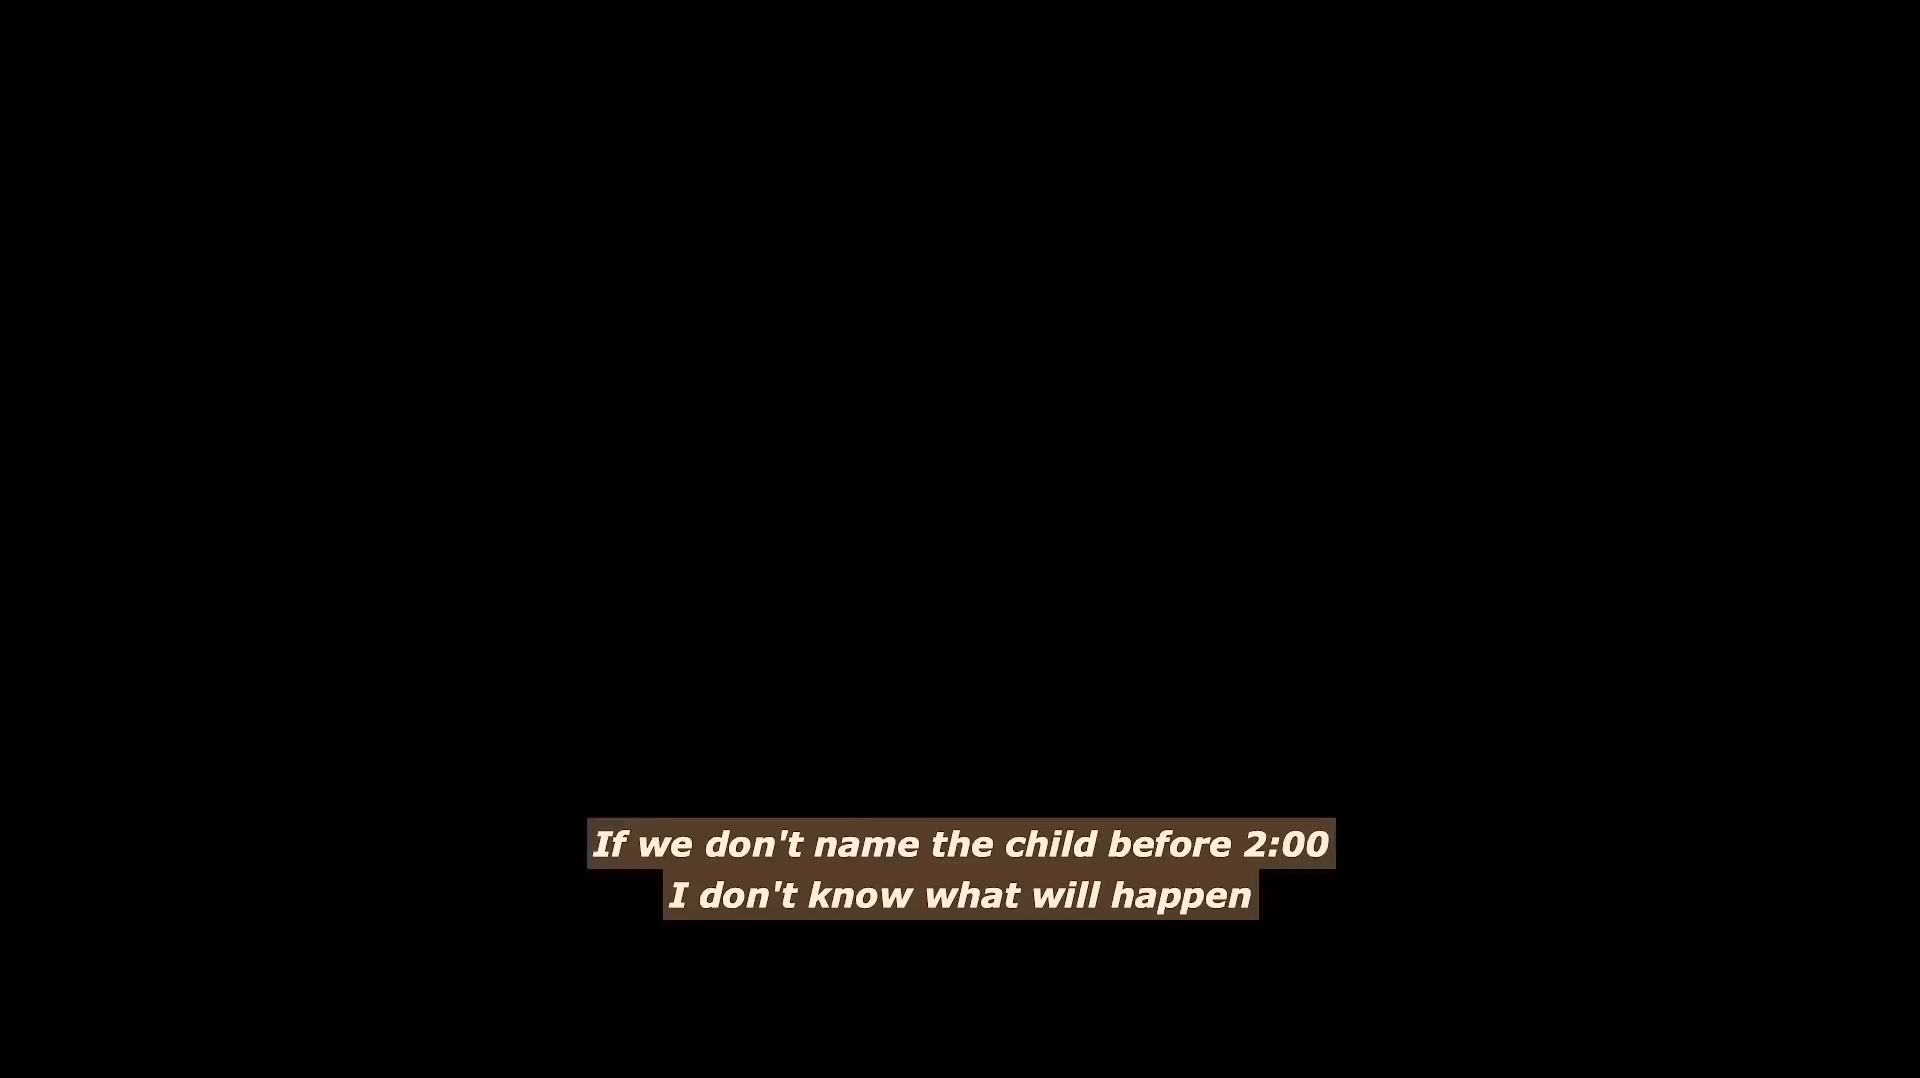 If we don't name the child before 2:00
I don't know what will happen